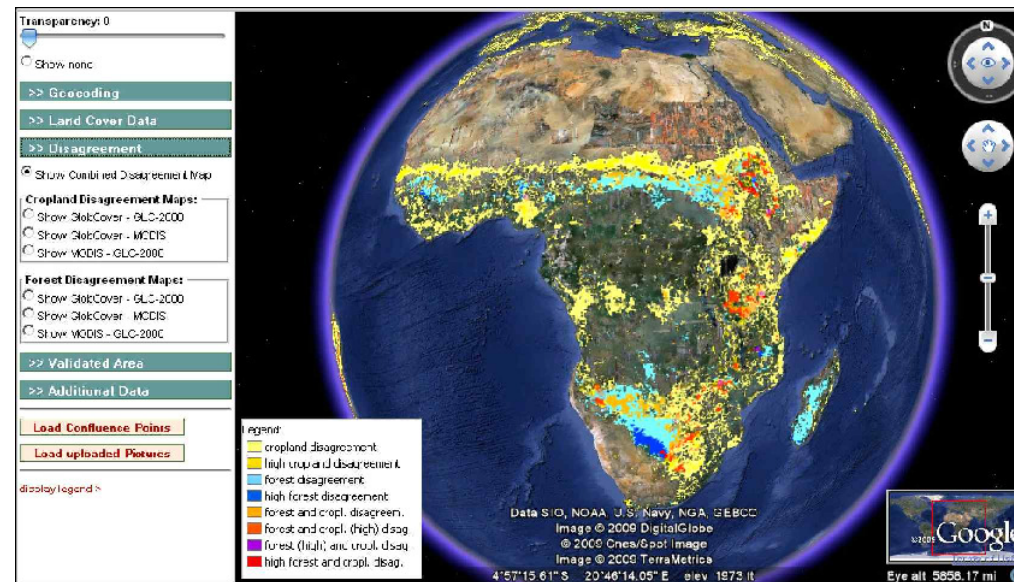 Transparency: 0
Show none
>> Geocoding
>> Land Cover Data
>> Disagreement
Show Combined Disagreement Map
Cropland Disagreement Maps:
Show GlobCover - GLC-2000
Show GlobCover - MODIS
Show MODIS - GLC-2000
Forest Disagreement Maps:
Show GlobCover - GLC-2000
Show GlobCover - MODIS
Show MODIS - GLC-2000
>> Validated Area
>> Additional Data
Load Confluence Points
Load uploaded Pictures
display legend >
Legend:
cropland disagreement
high cropland disagreement
forest disagreement
high forest disagreement
forest and cropl. disagreem.
forest and cropl. (high) disag.
forest (high) and cropl. disag.
high forest and cropl. disag.
N
Data SIO, NOAA, U.S. Navy, NGA, GEBCO
Image © 2009 DigitalGlobe
© 2009 Cnes/Spot Image
Image © 2009 TerraMetrics
4°57'15.61" S 20°46'14.05" E elev 1973 ft
©2009 Google
Eye alt 5858.17 mi